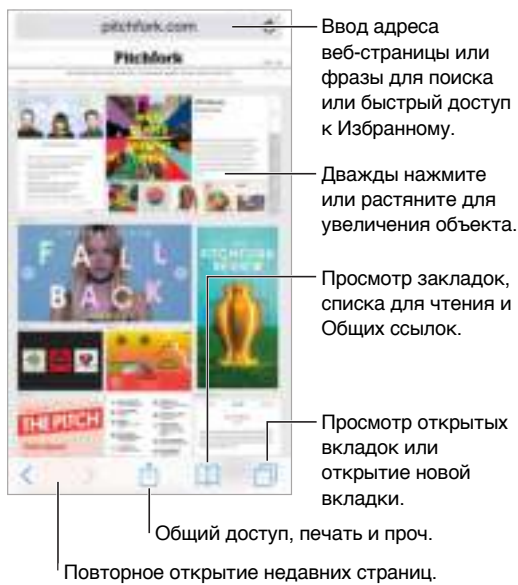 pitchfork.com
Ввод адреса
веб-страницы или
фразы для поиска
или быстрый доступ
к Избранному.
Pitchfork
Дважды нажмите
или растяните для
увеличения объекта.
FALL
BACK
PITCHFORK
REVIEW
Просмотр закладок,
списка для чтения и
Общих ссылок.
THE PITCH
Просмотр открытых
вкладок или
открытие новой
вкладки.
Общий доступ, печать и проч.
Повторное открытие недавних страниц.